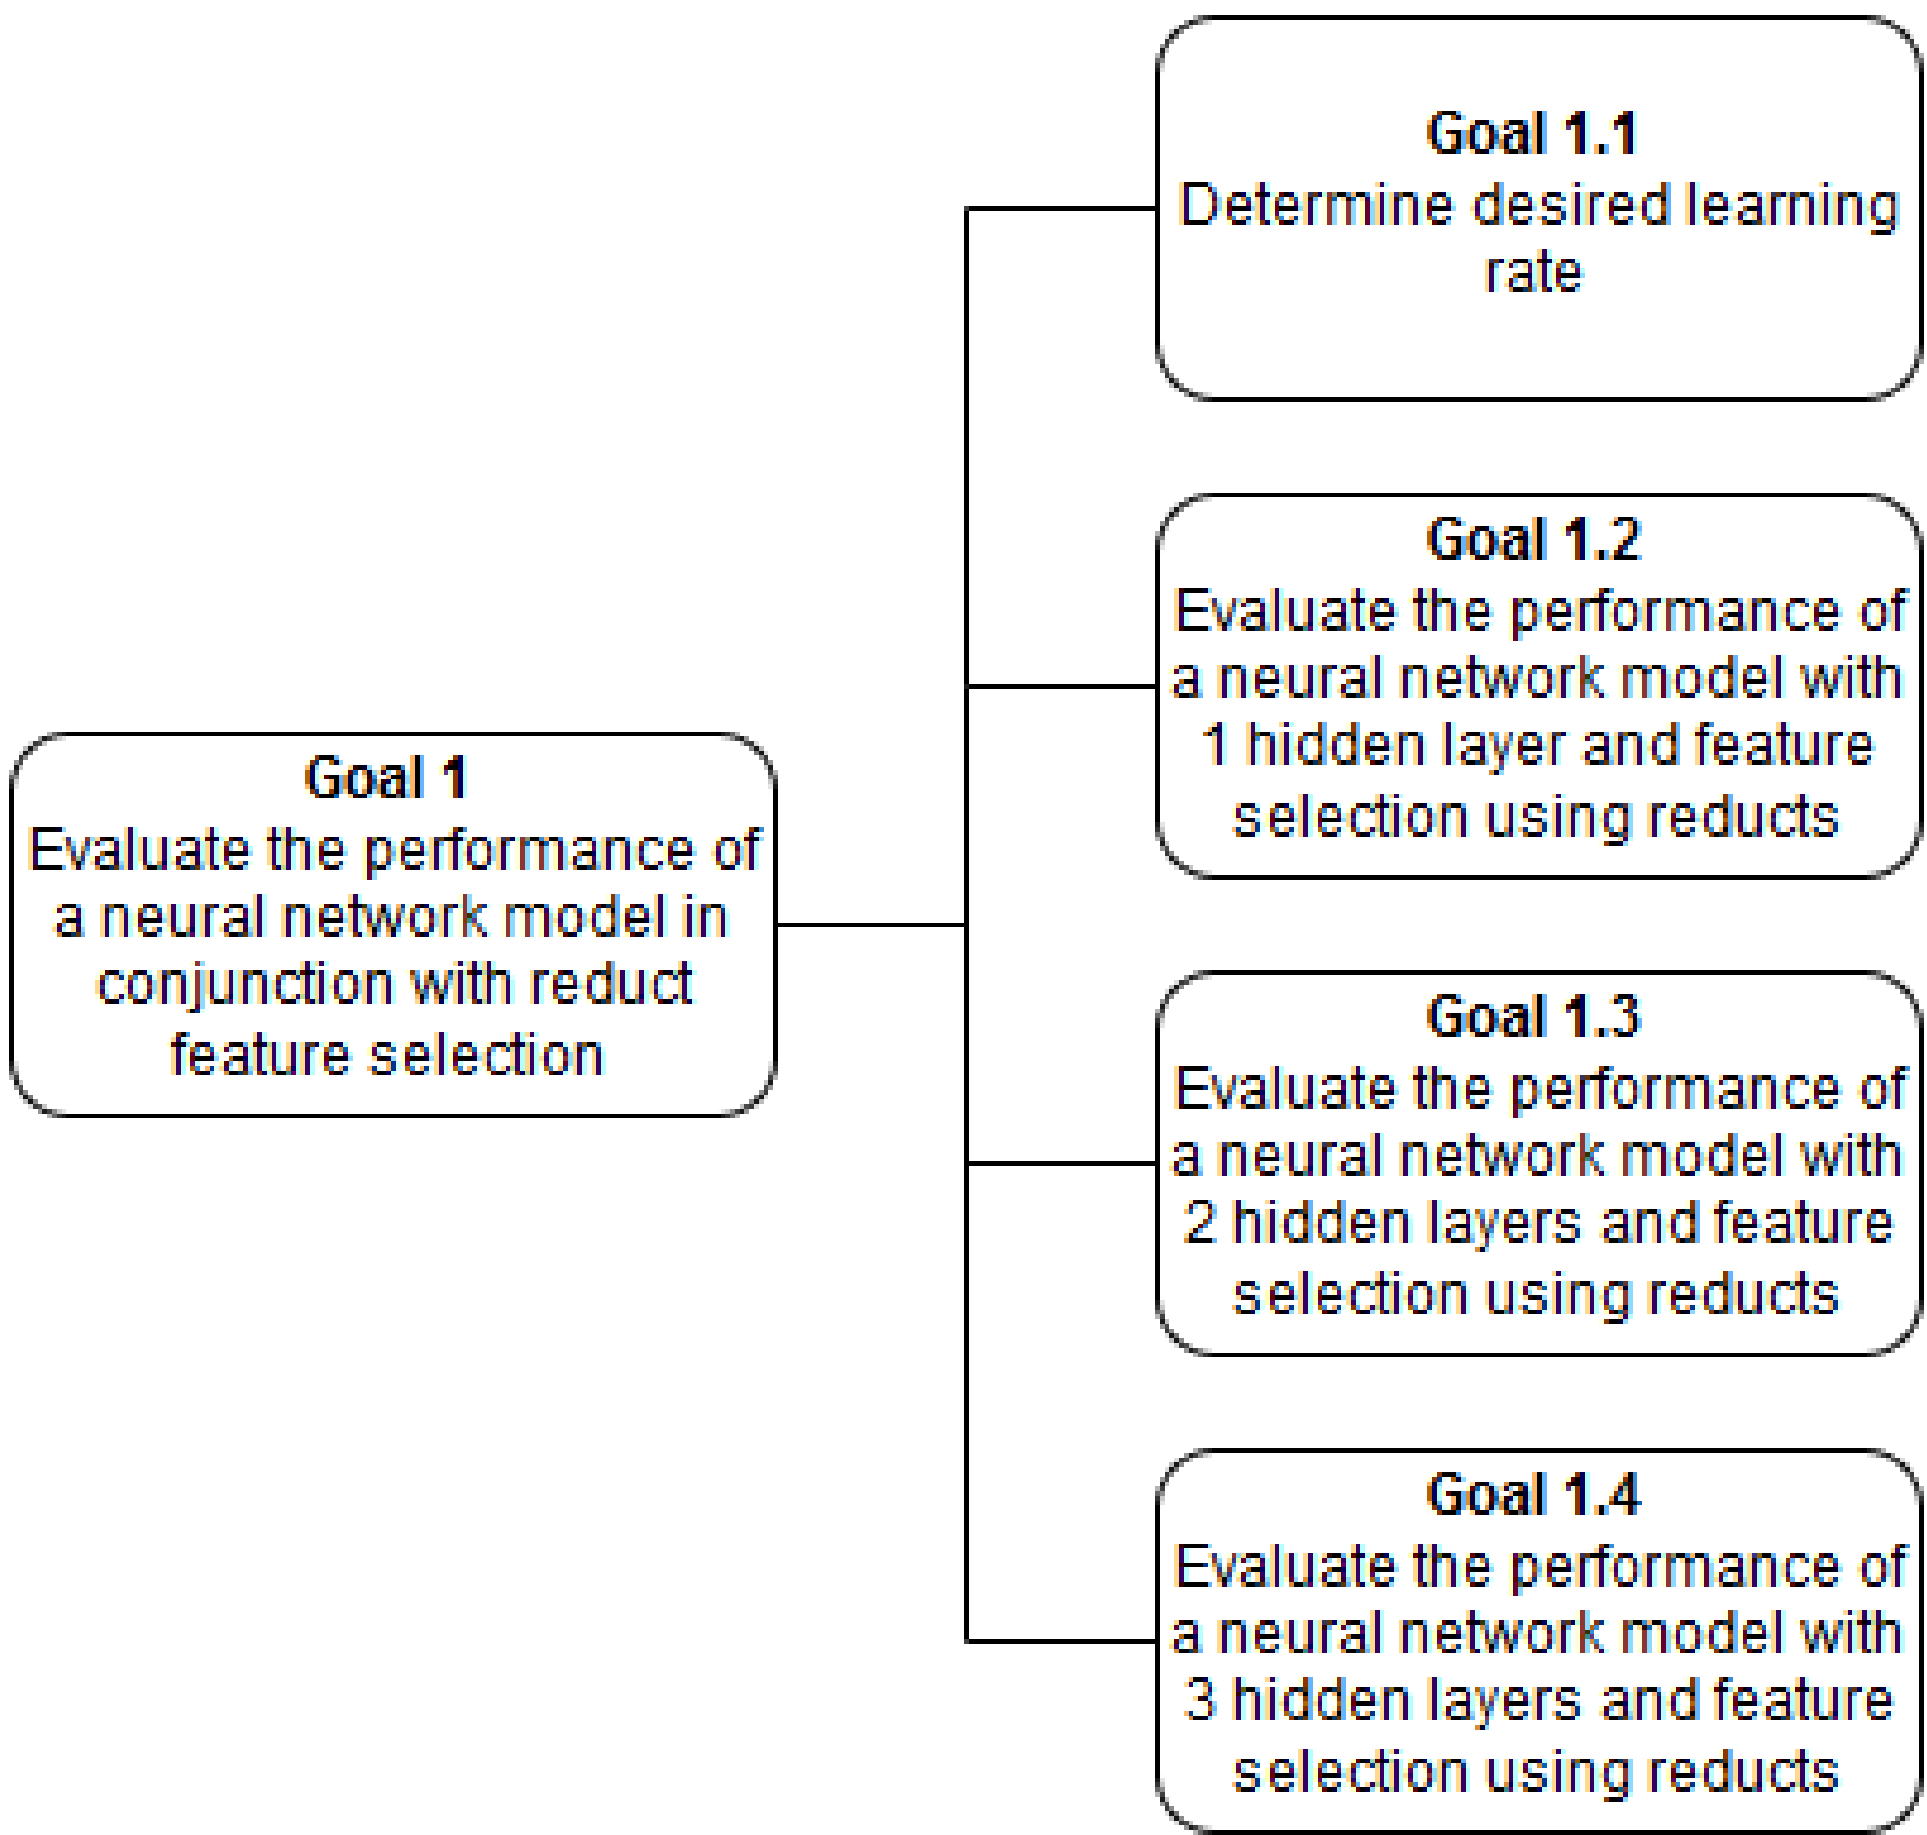 Goal 1.1
Determine desired learning
rate
Goal 1.2
Evaluate the performance of
a neural network model with
1 hidden layer and feature
selection using reducts
Goal 1
Evaluate the performance of
a neural network model in
conjunction with reduct
feature selection
Goal 1.3
Evaluate the performance of
a neural network model with
2 hidden layers and feature
selection using reducts
Goal 1.4
Evaluate the performance of
a neural network model with
3 hidden layers and feature
selection using reducts